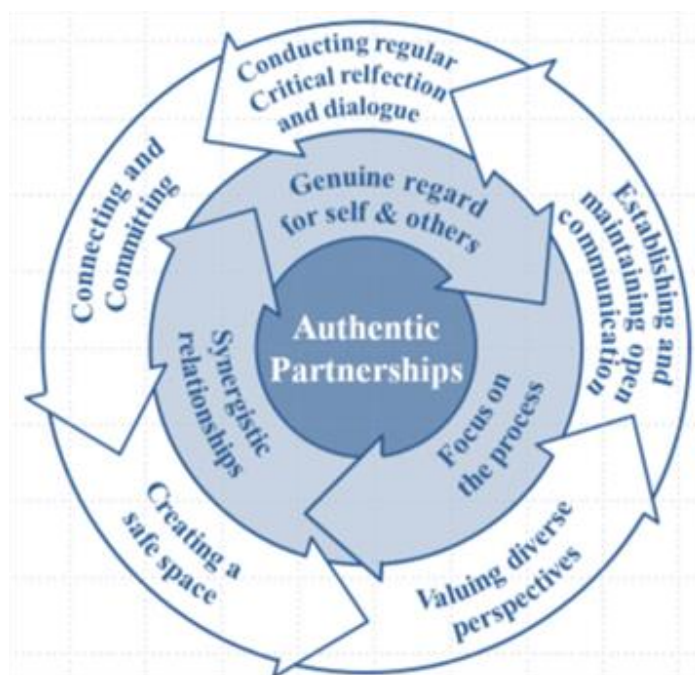 Conducting regular
Critical relfection
and dialogue
Genuine regard
for self & others
Connecting and
Committing
Establishing and
maintaining open
communication
Authentic
Partnerships
Synergistic
relationships
Focus on
the process
Creating a
safe space
Valuing diverse
perspectives